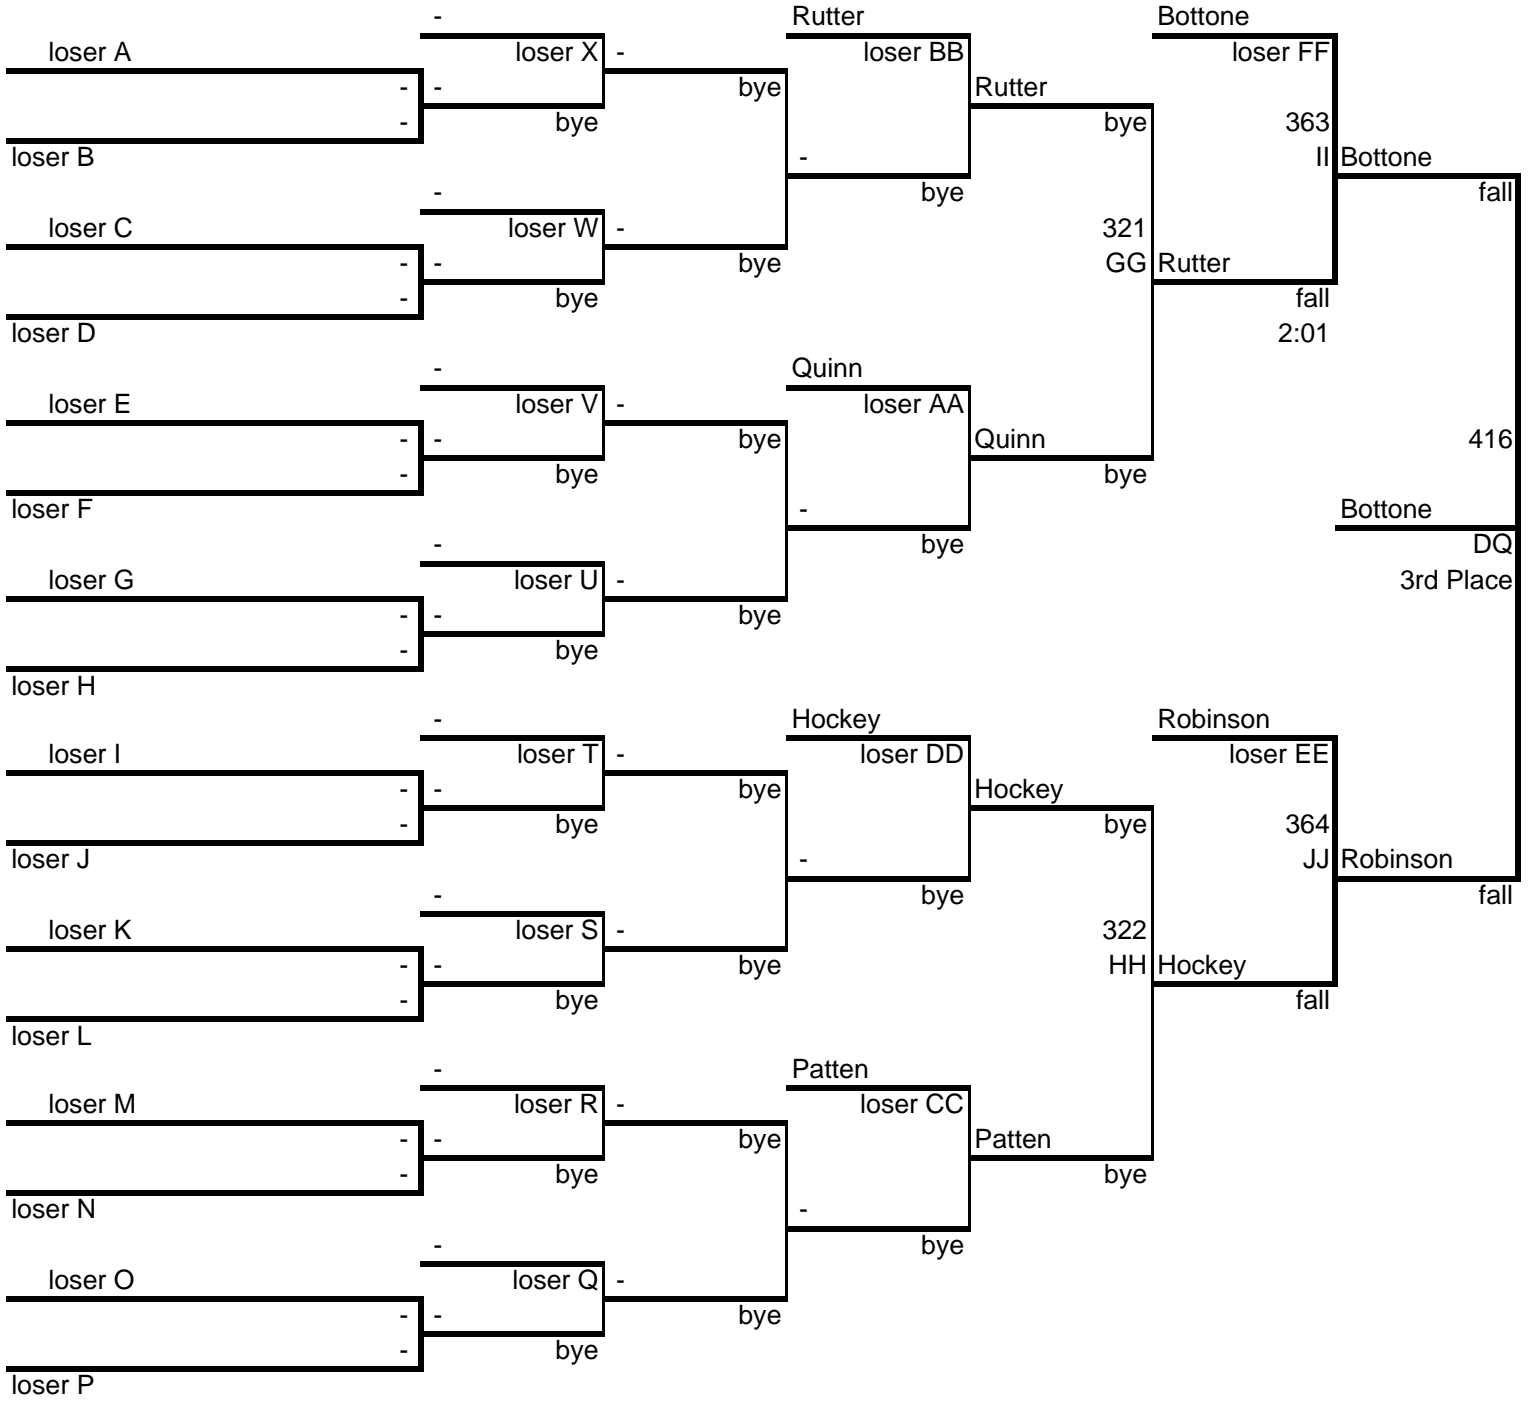 - Rutter Bottone
loser A loser X - loser BB loser FF
- - bye Rutter
- bye bye 363
loser B - II Bottone
- bye fall
loser C loser W - 321
- - bye GG Rutter
- bye fall
loser D 2:01
- Quinn
loser E loser V - loser AA
- - bye Quinn 416
- bye bye
loser F - Bottone
- bye DQ
loser G loser U - 3rd Place
- - bye
- bye
loser H
- Hockey Robinson
loser I loser T - loser DD loser EE
- - bye Hockey
- bye bye 364
loser J - JJ Robinson
- bye fall
loser K loser S - 322
- - bye HH Hockey
- bye fall
loser L
- Patten
loser M loser R - loser CC
- - bye Patten
- bye bye
loser N -
- bye
loser O loser Q -
- - bye
- bye
loser P